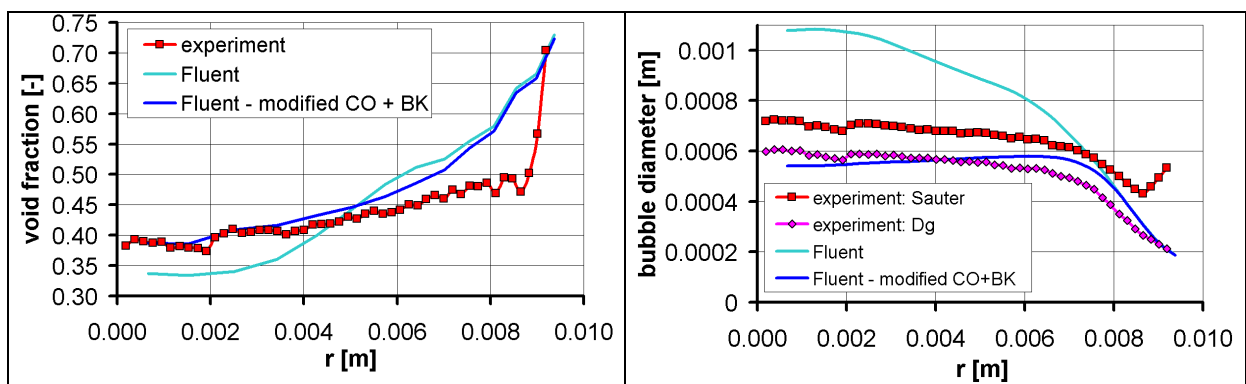 void fraction [-]
0.75
0.70
0.65
0.60
0.55
0.50
0.45
0.40
0.35
0.30
experiment
Fluent
Fluent - modified CO + BK
0.000
0.002
0.004
0.006
0.008
0.010
r [m]
bubble diameter [m]
0.001
0.0008
0.0006
0.0004
0.0002
0
experiment: Sauter
experiment: Dg
Fluent
Fluent - modified CO+BK
0.000
0.002
0.004
0.006
0.008
0.010
r [m]